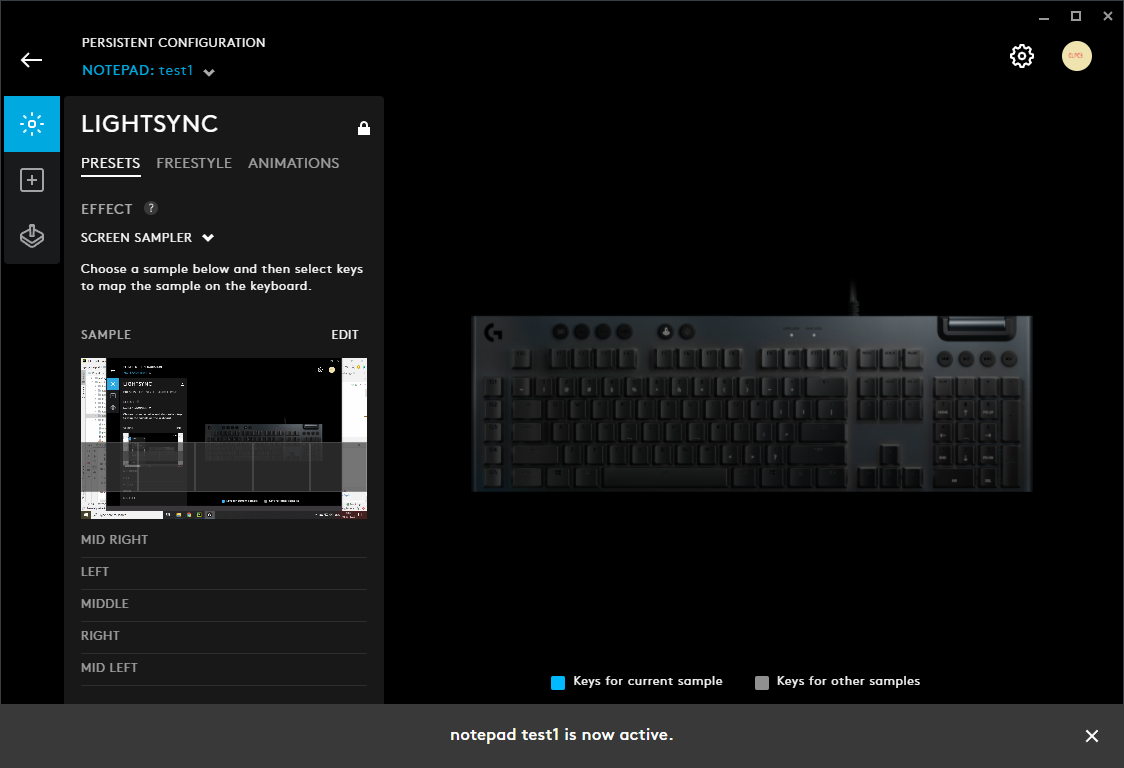 PERSISTENT CONFIGURATION
NOTEPAD: test1
LIGHTSYNC
PRESETS FREESTYLE ANIMATIONS
EFFECT ?
SCREEN SAMPLER
Choose a sample below and then select keys
to map the sample on the keyboard.
SAMPLE EDIT
LIGHTSYNC
MID RIGHT
LEFT
MIDDLE
RIGHT
MID LEFT
Keys for current sample Keys for other samples
notepad test1 is now active.